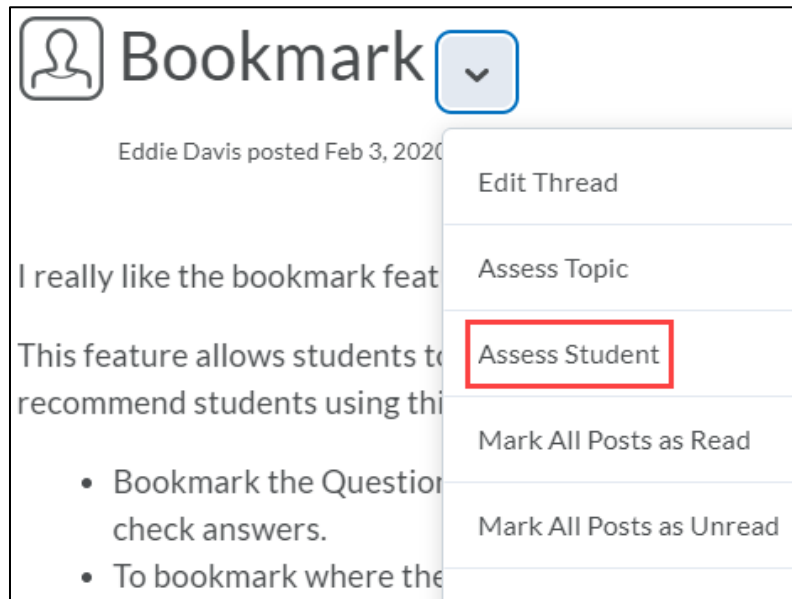 Bookmark
Eddie Davis posted Feb 3, 2020
Edit Thread
I really like the bookmark feat
Assess Topic
This feature allows students to
Assess Student
recommend students using thi
Mark All Posts as Read
• Bookmark the Question
check answers.
Mark All Posts as Unread
• To bookmark where the